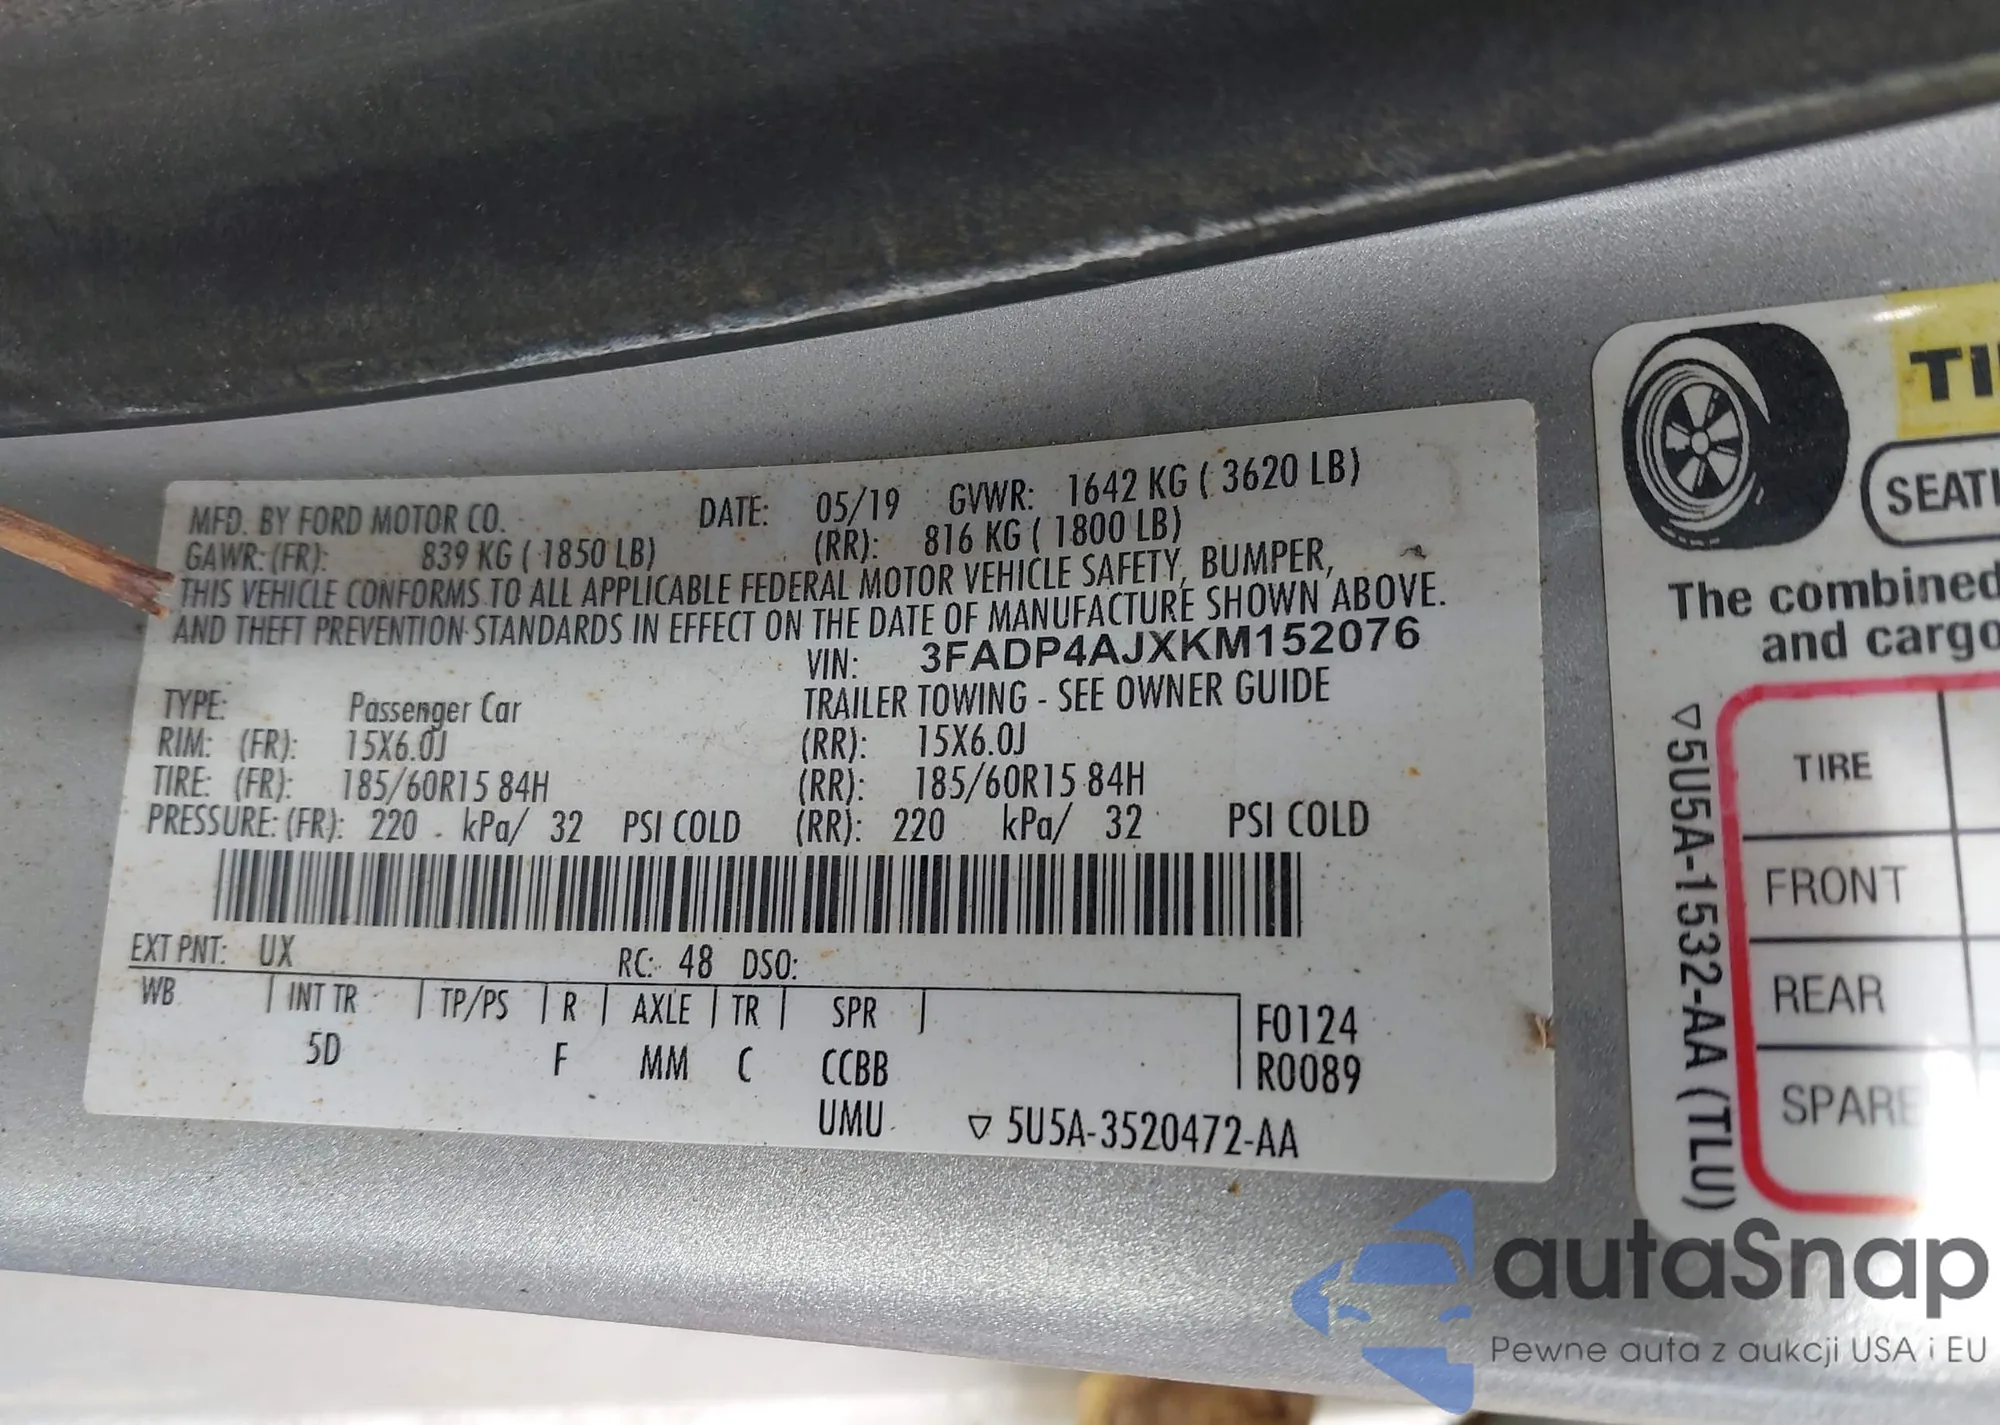 MFD. BY FORD MOTOR CO. DATE: 05/19 GVWR: 1642 KG ( 3620 LB)
GAWR: (FR): 839 KG ( 1850 LB) (RR): 816 KG ( 1800 LB)
THIS VEHICLE CONFORMS TO ALL APPLICABLE FEDERAL MOTOR VEHICLE SAFETY, BUMPER,
AND THEFT PREVENTION STANDARDS IN EFFECT ON THE DATE OF MANUFACTURE SHOWN ABOVE.
VIN: 3FADP4AJXKM152076
TYPE: Passenger Car TRAILER TOWING - SEE OWNER GUIDE
RIM: (FR): 15X6.0J (RR): 15X6.0J
TIRE: (FR): 185/60R15 84H (RR): 185/60R15 84H
PRESSURE: (FR): 220 kPa/ 32 PSI COLD (RR): 220 kPa/ 32 PSI COLD
EXT PNT: UX RC: 48 DSO:
WB INT TR TP/PS R AXLE TR SPR F0124
5D F MM C CCBB R0089
UMU ▽ 5U5A-3520472-AA
SEATI
The combined
and cargo
▽5U5A-1532-AA (TLU)
TIRE
FRONT
REAR
SPARE
autaSnap
Pewne auta z aukcji USA i EU